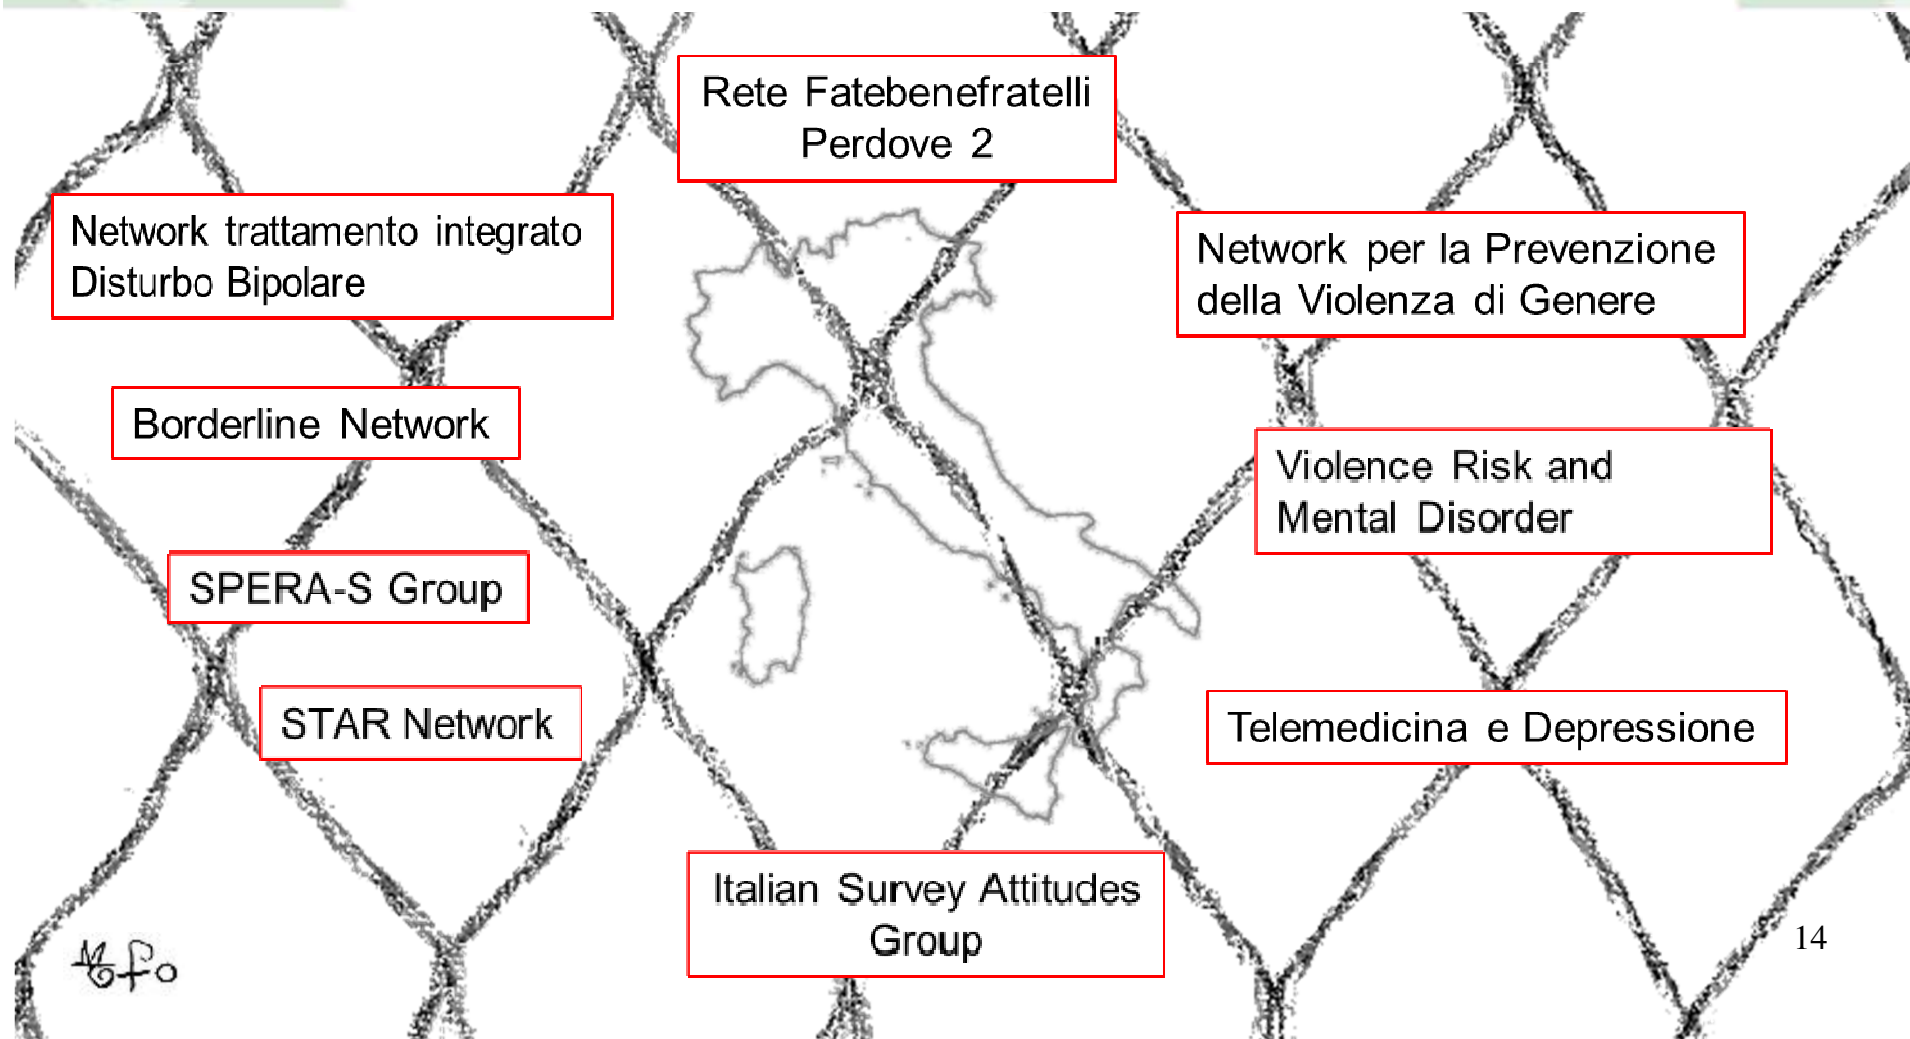 Rete Fatebenefratelli
Perdove 2
Network trattamento integrato
Disturbo Bipolare
Network per la Prevenzione
della Violenza di Genere
Borderline Network
Violence Risk and
Mental Disorder
SPERA-S Group
STAR Network
Telemedicina e Depressione
Italian Survey Attitudes
Group
14